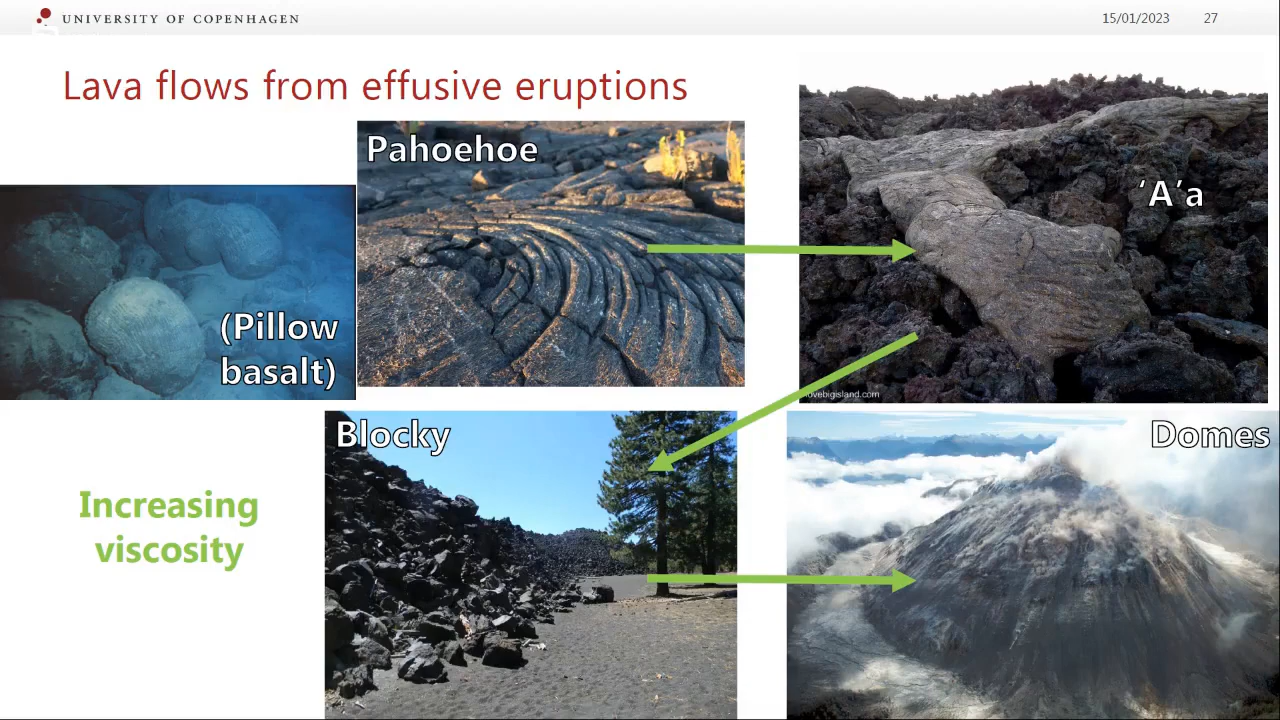 UNIVERSITY OF COPENHAGEN
15/01/2023
27
Lava flows from effusive eruptions
Pahoehoe
‘A’a
(Pillow
basalt)
lovebigisland.com
Blocky
Domes
Increasing
viscosity